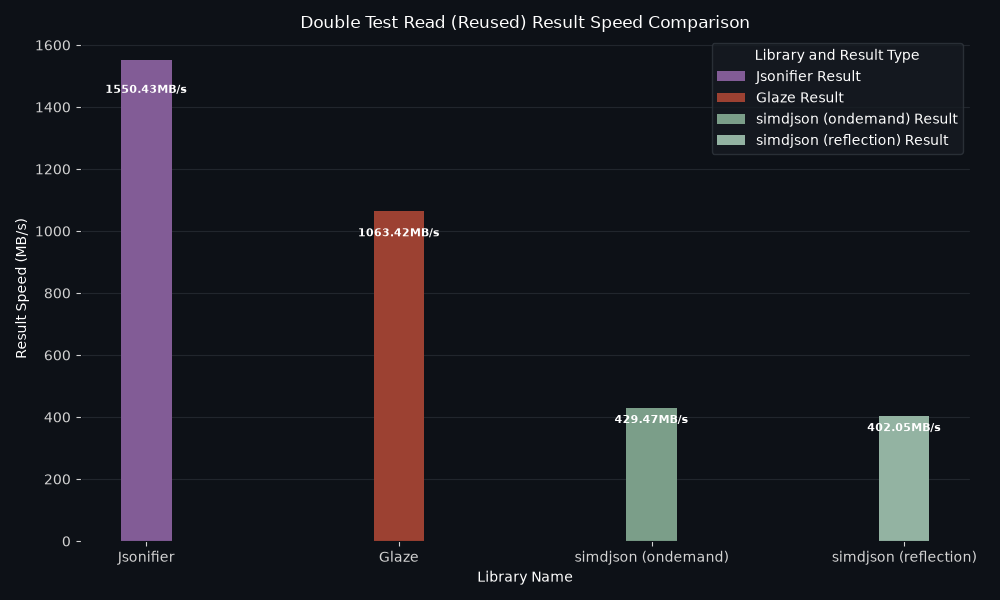 Double Test Read (Reused) Result Speed Comparison
Result Speed (MB/s)
1600
1400
1200
1000
800
600
400
200
0
1550.43MB/s
1063.42MB/s
429.47MB/s
402.05MB/s
Library and Result Type
Jsonifier Result
Glaze Result
simdjson (ondemand) Result
simdjson (reflection) Result
Jsonifier
Glaze
simdjson (ondemand)
simdjson (reflection)
Library Name